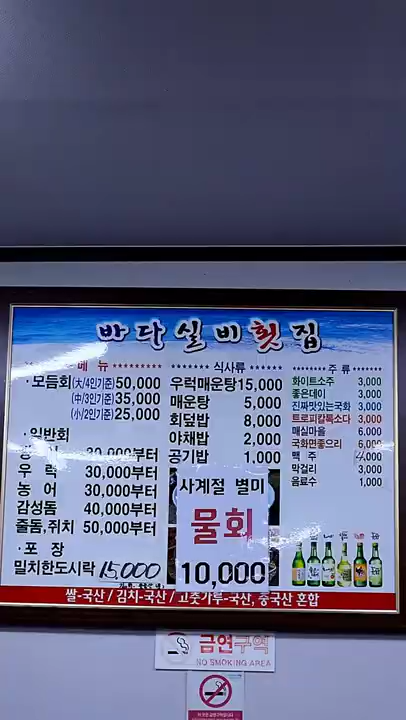 바다실비횟집
메 뉴
·모듬회(大/4인기준) 50,000
(中/3인기준) 35,000
(小/2인기준) 25,000
·일반회
30,000부터
우 럭 30,000부터
농 어 30,000부터
감성돔 40,000부터
줄돔,쥐치 50,000부터
·포 장
밀치한도시락 15,000
식사류
우럭매운탕 15,000
매운탕 5,000
회덮밥 8,000
야채밥 2,000
공기밥 1,000
사계절 별미
물회
10,000
주 류
화이트소주 3,000
좋은데이 3,000
진짜맛있는국화 3,000
트로피칼톡소다 3,000
매실마을 6,000
국화면좋으리 6,000
맥 주 4,000
막걸리 3,000
음료수 1,000
쌀-국산 / 김치-국산 / 고춧가루-국산, 중국산 혼합
금연구역
NO SMOKING AREA